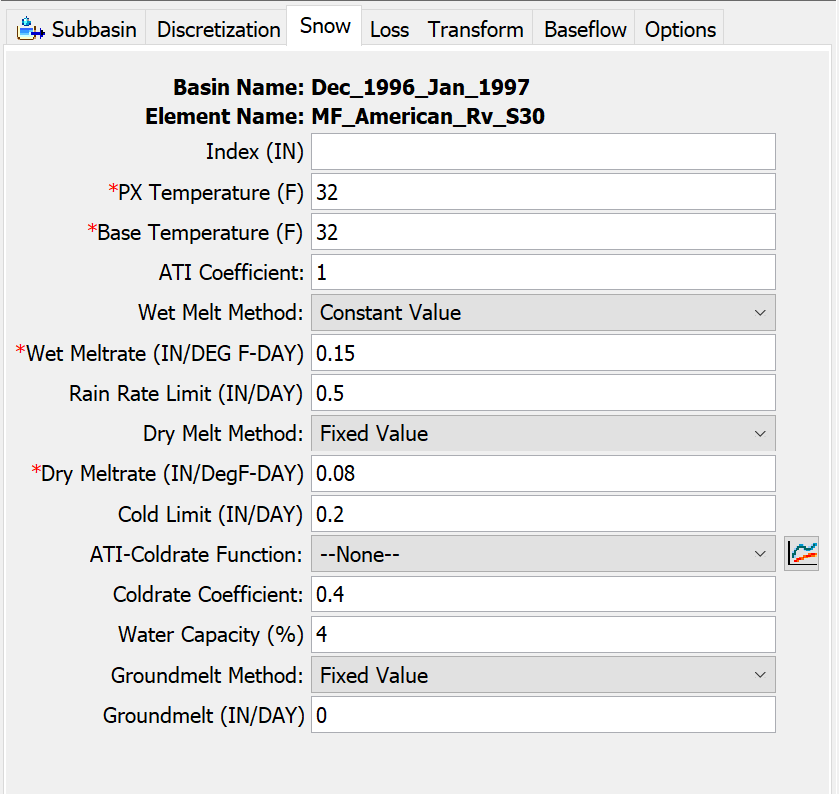 Subbasin Discretization Snow Loss Transform Baseflow Options
Basin Name: Dec_1996_Jan_1997
Element Name: MF_American_Rv_S30
Index (IN)
*PX Temperature (F) 32
*Base Temperature (F) 32
ATI Coefficient: 1
Wet Melt Method: Constant Value
*Wet Meltrate (IN/DEG F-DAY) 0.15
Rain Rate Limit (IN/DAY) 0.5
Dry Melt Method: Fixed Value
*Dry Meltrate (IN/DegF-DAY) 0.08
Cold Limit (IN/DAY) 0.2
ATI-Coldrate Function: --None--
Coldrate Coefficient: 0.4
Water Capacity (%) 4
Groundmelt Method: Fixed Value
Groundmelt (IN/DAY) 0